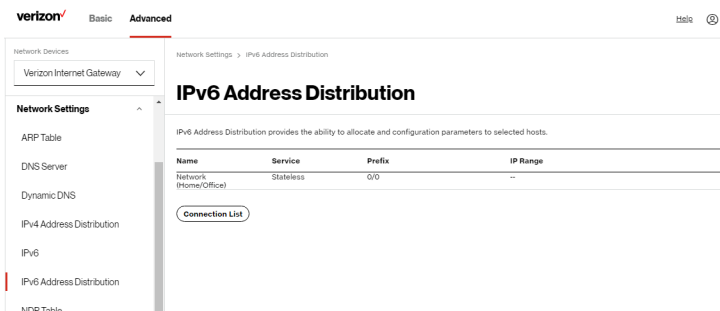 verizon
Basic
Advanced
Help
Network Devices
Verizon Internet Gateway
Network Settings
ARP Table
DNS Server
Dynamic DNS
IPv4 Address Distribution
IPv6
IPv6 Address Distribution
NDP Table
Network Settings > IPv6 Address Distribution
IPv6 Address Distribution
IPv6 Address Distribution provides the ability to allocate and configuration parameters to selected hosts.
Name Service Prefix IP Range
Network Stateless 0/0 --
(Home/Office)
Connection List